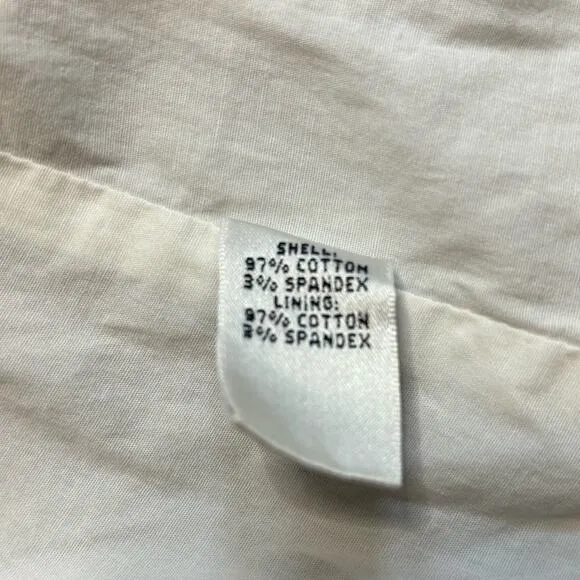 SHELL:
97% COTTON
3% SPANDEX
LINING:
97% COTTON
3% SPANDEX